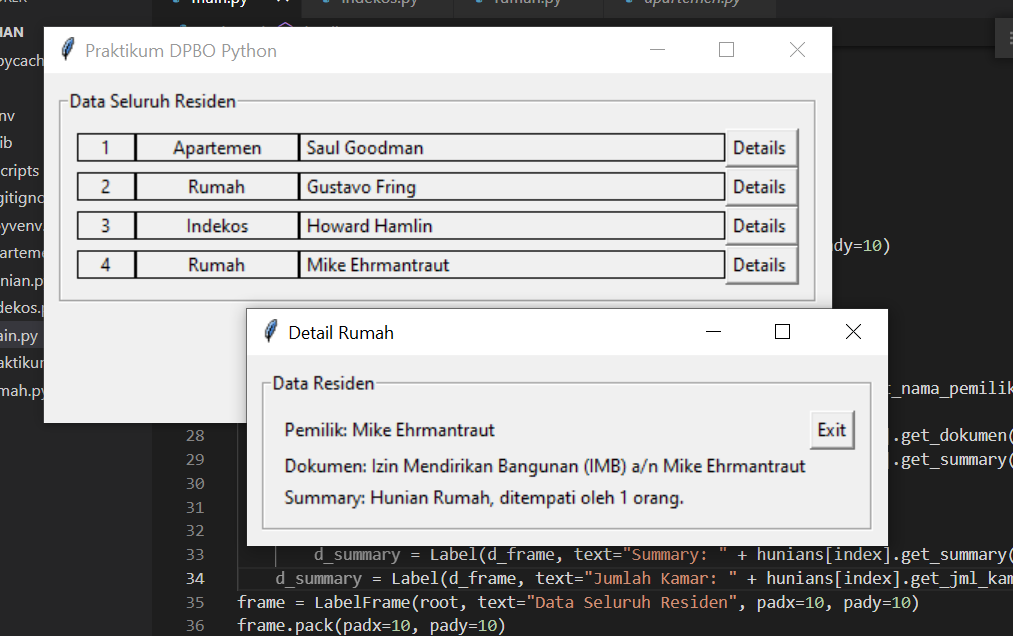 main.py
indekos.py
rumah.py
apartemen.py
IAN
Praktikum DPBO Python
Data Seluruh Residen
1 Apartemen Saul Goodman Details
2 Rumah Gustavo Fring Details
3 Indekos Howard Hamlin Details
4 Rumah Mike Ehrmantraut Details
dy=10)
Detail Rumah
Data Residen
Pemilik: Mike Ehrmantraut
Exit
Dokumen: Izin Mendirikan Bangunan (IMB) a/n Mike Ehrmantraut
Summary: Hunian Rumah, ditempati oleh 1 orang.
pycach
nv
ib
cripts
gitigno
yvenv.
arteme
nian.p
dekos.p
ain.py
aktikum
mah.py
t_nama_pemilik
28 ].get_dokumen(
29 ].get_summary(
30
31
32
33 d_summary = Label(d_frame, text="Summary: " + hunians[index].get_summary(
34 d_summary = Label(d_frame, text="Jumlah Kamar: " + hunians[index].get_jml_kam
35 frame = LabelFrame(root, text="Data Seluruh Residen", padx=10, pady=10)
36 frame.pack(padx=10, pady=10)